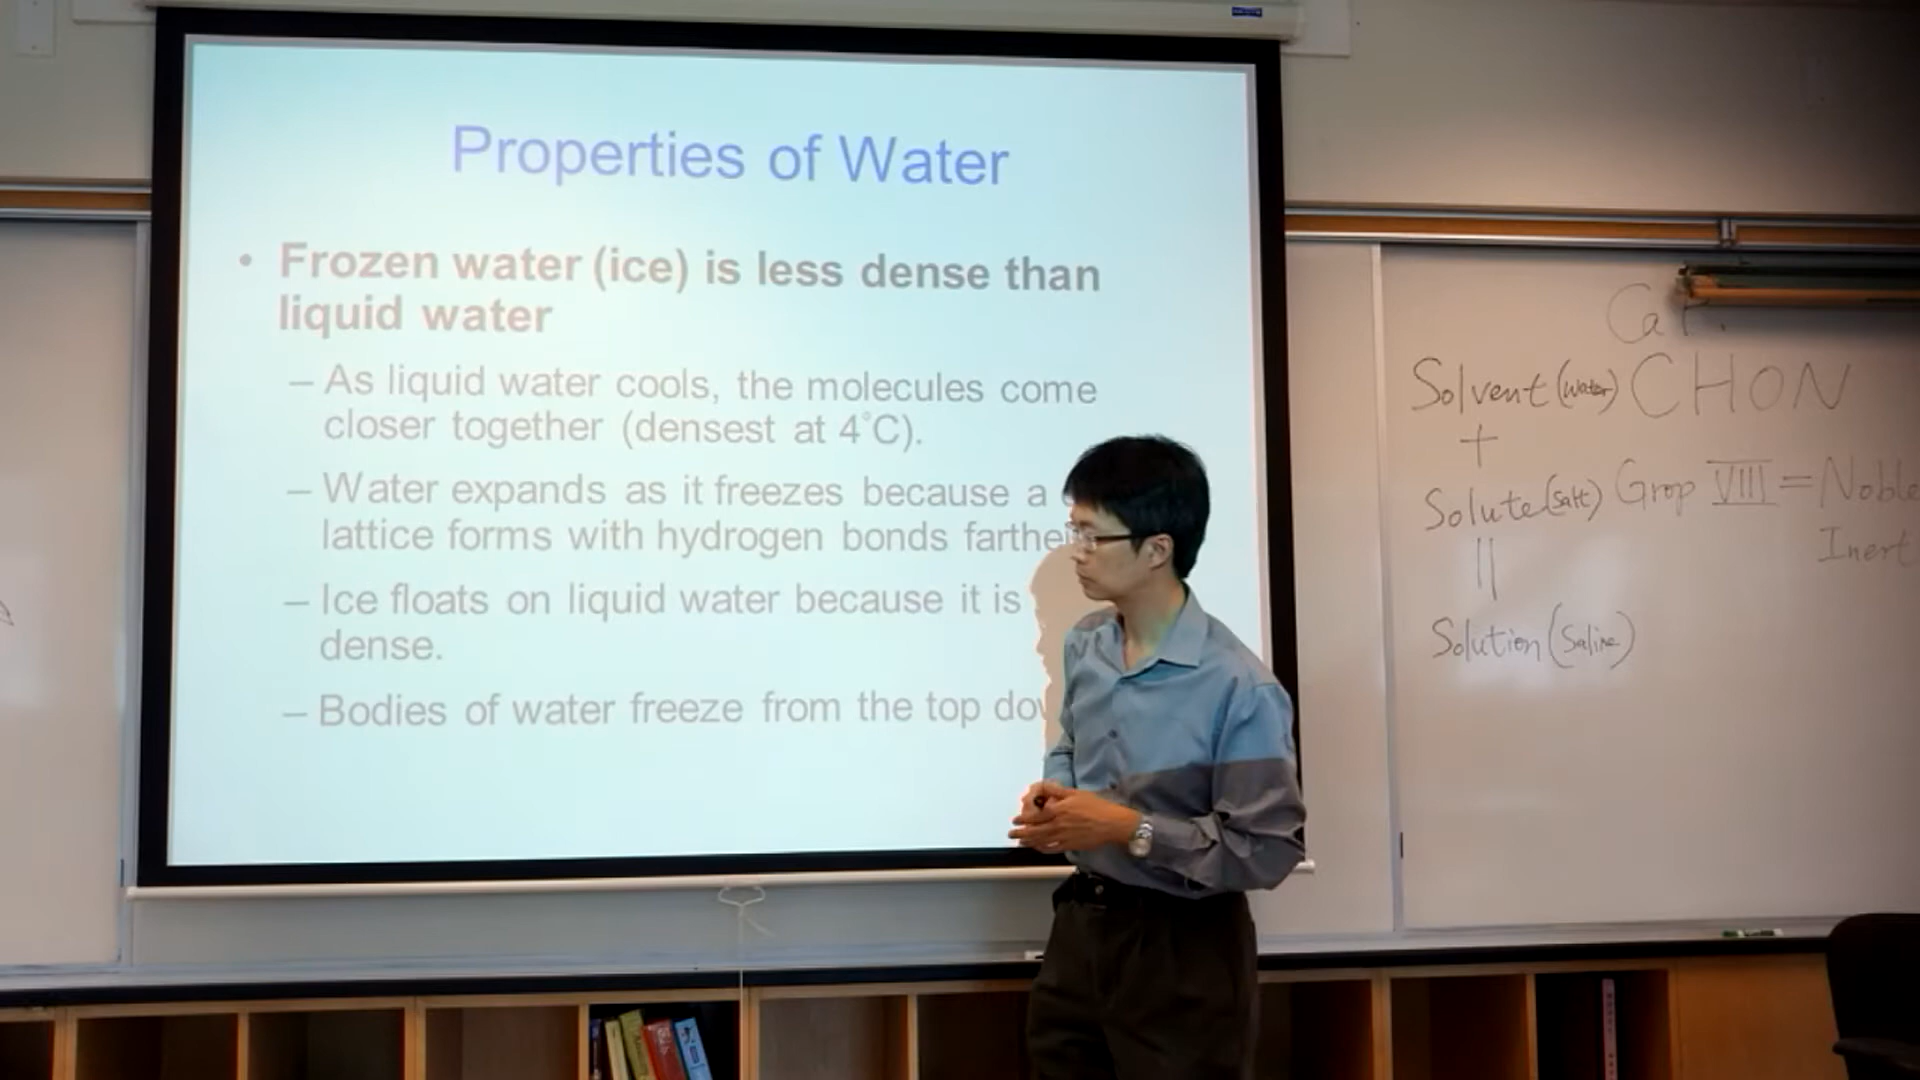 Properties of Water
• Frozen water (ice) is less dense than
liquid water
– As liquid water cools, the molecules come
closer together (densest at 4°C).
– Water expands as it freezes because a
lattice forms with hydrogen bonds farthe
– Ice floats on liquid water because it is
dense.
– Bodies of water freeze from the top do
Solvent (water)
+
Solute (salt)
||
Solution (Saline)
CHON
Grop VIII = Noble
Inert